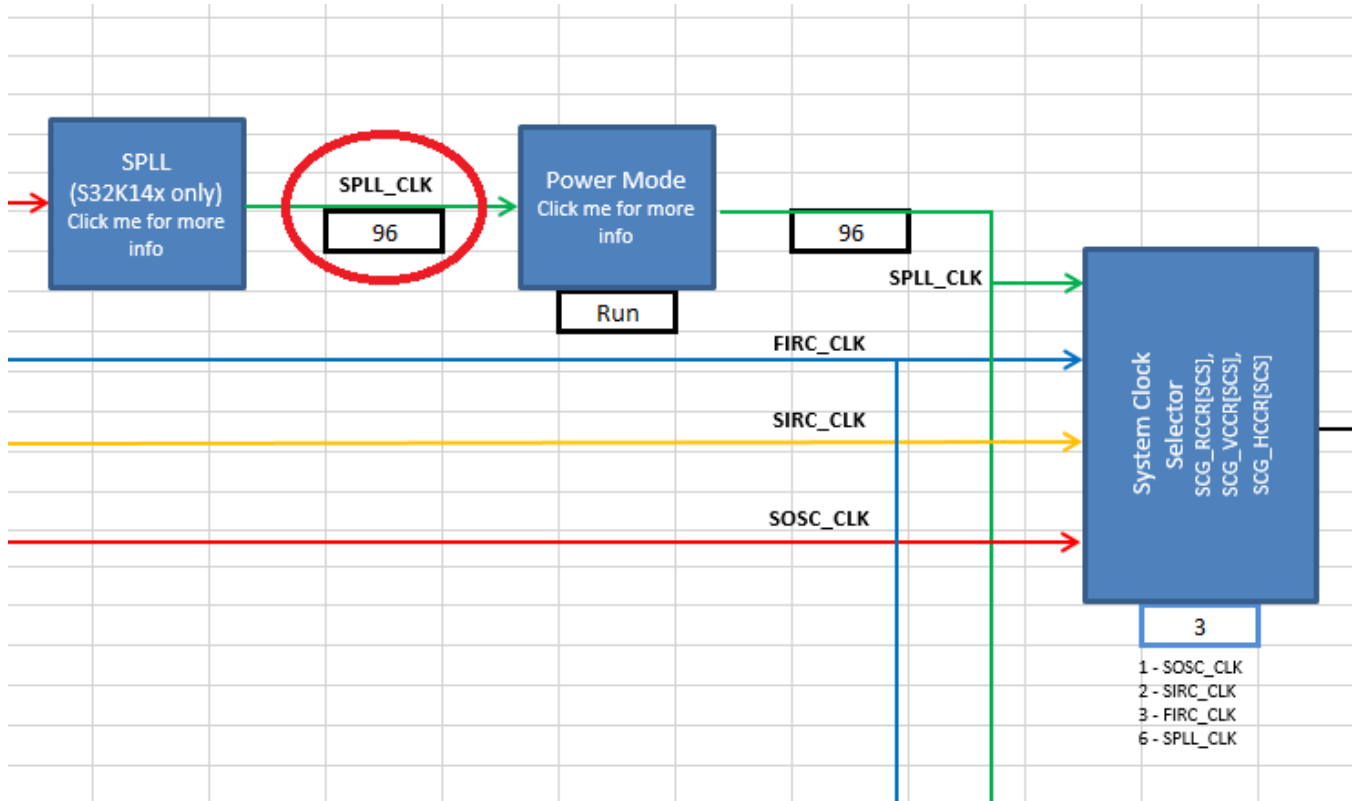 SPLL
(S32K14x only)
Click me for more
info
SPLL_CLK
96
Power Mode
Click me for more
info
Run
96
SPLL_CLK
FIRC_CLK
SIRC_CLK
SOSC_CLK
System Clock
Selector
SCG_RCCR[SCS],
SCG_VCCR[SCS],
SCG_HCCR[SCS]
3
1 - SOSC_CLK
2 - SIRC_CLK
3 - FIRC_CLK
6 - SPLL_CLK